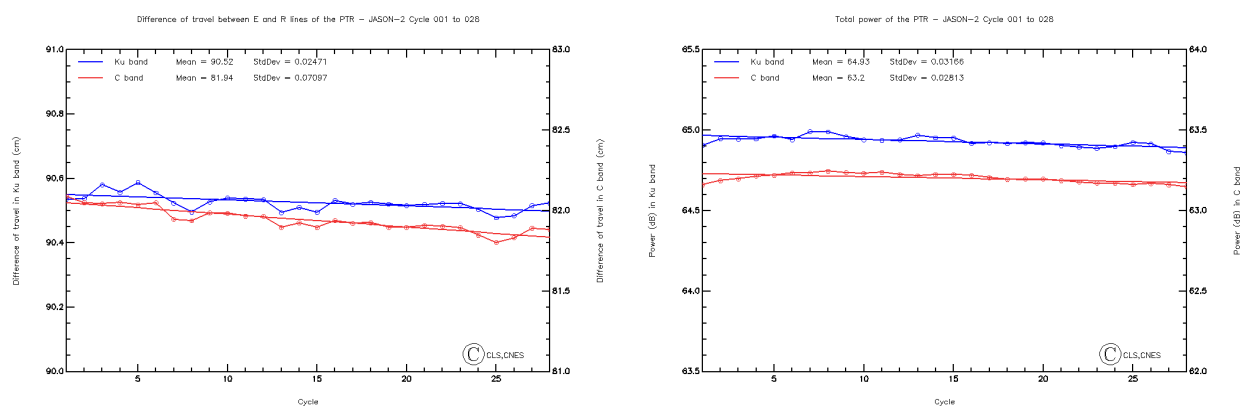 Difference of travel between E and R lines of the PTR - JASON-2 Cycle 001 to 028
91.0
90.8
90.6
90.4
90.2
90.0
83.0
82.5
82.0
81.5
81.0
Ku band Mean = 90.52 StdDev = 0.02471
C band Mean = 81.94 StdDev = 0.07097
Difference of travel in Ku band (cm)
Difference of travel in C band (cm)
© CLS,CNES
5 10 15 20 25
Cycle
Total power of the PTR - JASON-2 Cycle 001 to 028
65.5
65.0
64.5
64.0
63.5
64.0
63.5
63.0
62.5
62.0
Ku band Mean = 64.93 StdDev = 0.03166
C band Mean = 63.2 StdDev = 0.02813
Power (dB) in Ku band
Power (dB) in C band
© CLS,CNES
5 10 15 20 25
Cycle